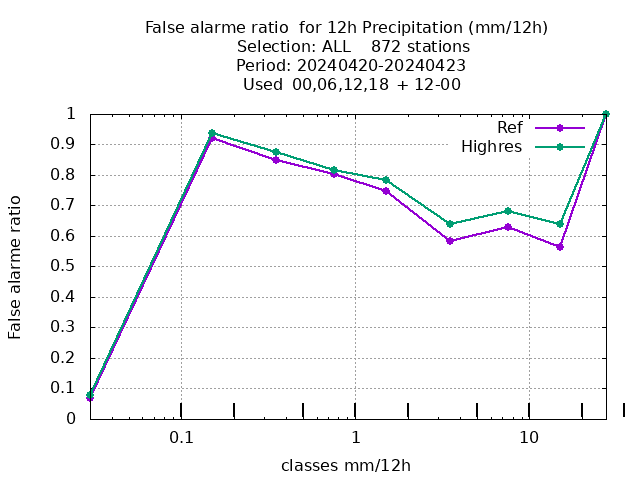 False alarme ratio  for 12h Precipitation (mm/12h)
Selection: ALL    872 stations
Period: 20240420-20240423
Used  00,06,12,18 + 12-00
Ref
Highres
1
0.9
0.8
0.7
0.6
0.5
0.4
0.3
0.2
0.1
0
False alarme ratio
0.1
1
10
classes mm/12h